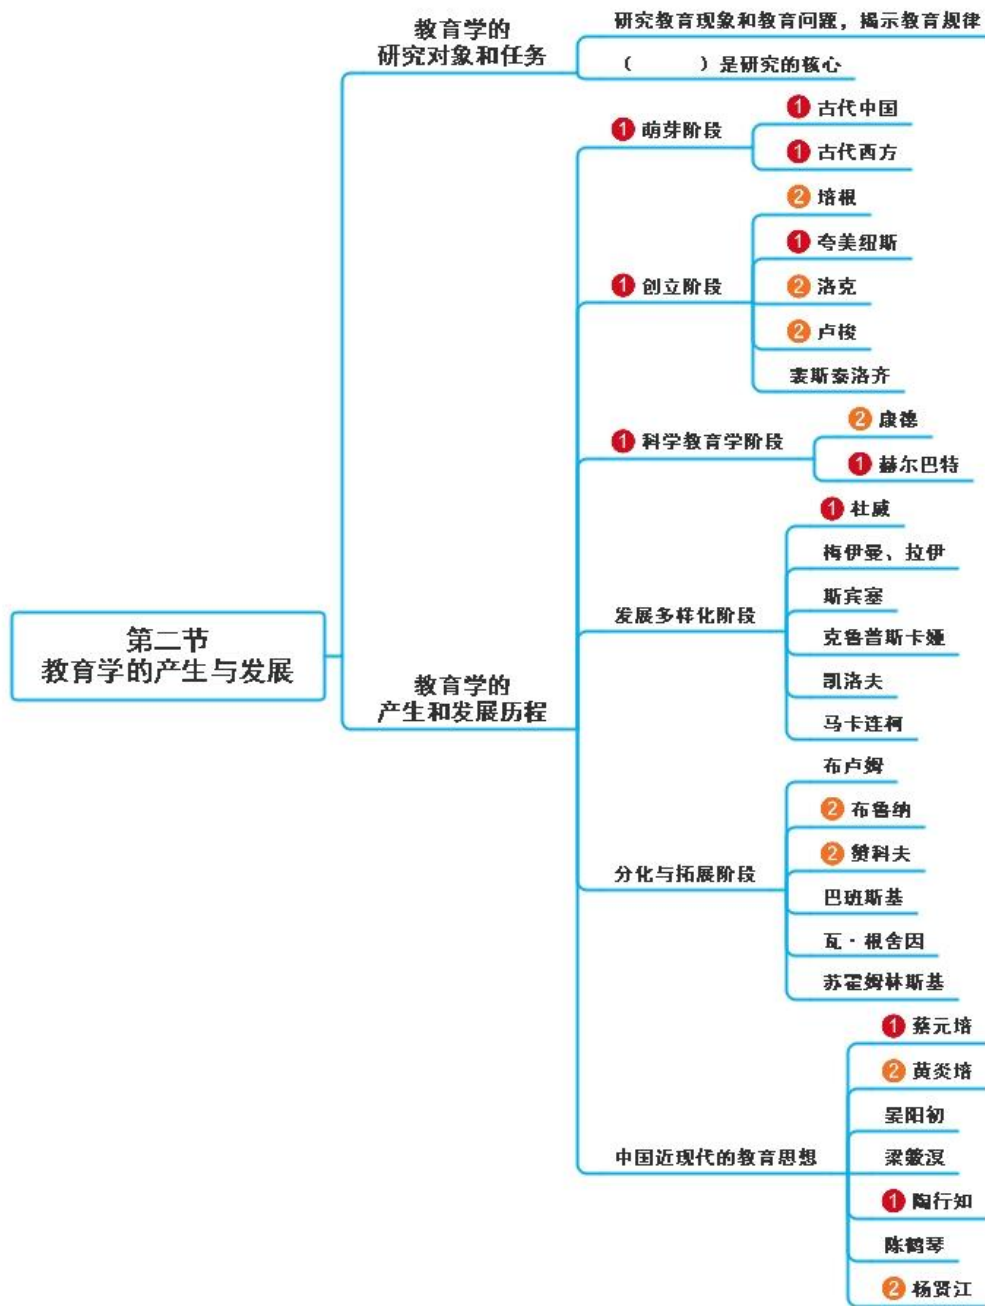 教育学的
研究对象和任务
研究教育现象和教育问题，揭示教育规律
（ ）是研究的核心
1 萌芽阶段
1 古代中国
1 古代西方
1 创立阶段
2 培根
1 夸美纽斯
2 洛克
2 卢梭
裴斯泰洛齐
1 科学教育学阶段
2 康德
1 赫尔巴特
第二节
教育学的产生与发展
教育学的
产生和发展历程
发展多样化阶段
1 杜威
梅伊曼、拉伊
斯宾塞
克鲁普斯卡娅
凯洛夫
马卡连柯
分化与拓展阶段
布卢姆
2 布鲁纳
2 赞科夫
巴班斯基
瓦·根舍因
苏霍姆林斯基
中国近现代的教育思想
1 蔡元培
2 黄炎培
晏阳初
梁漱溟
1 陶行知
陈鹤琴
2 杨贤江